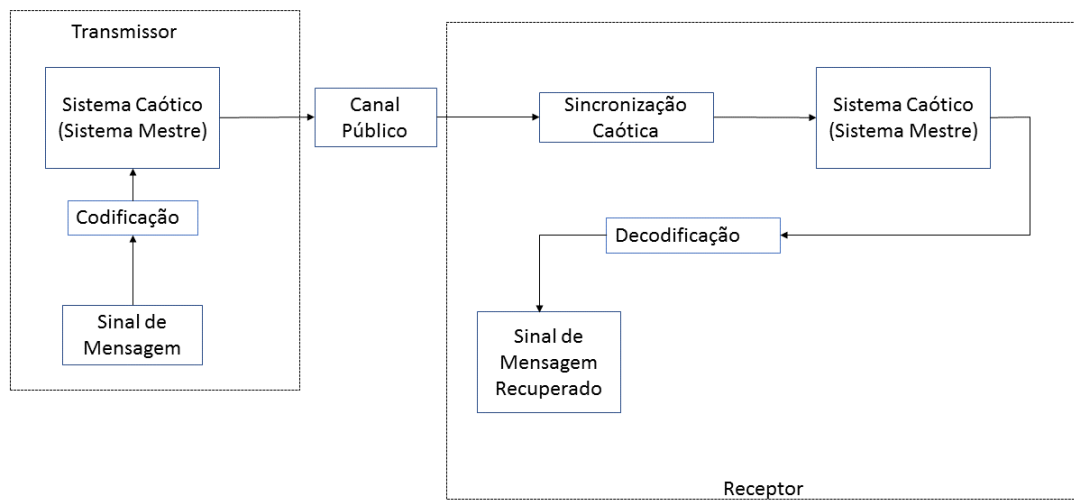 Transmissor
Sistema Caótico
(Sistema Mestre)
Codificação
Sinal de
Mensagem
Canal
Público
Sincronização
Caótica
Sistema Caótico
(Sistema Mestre)
Decodificação
Sinal de
Mensagem
Recuperado
Receptor